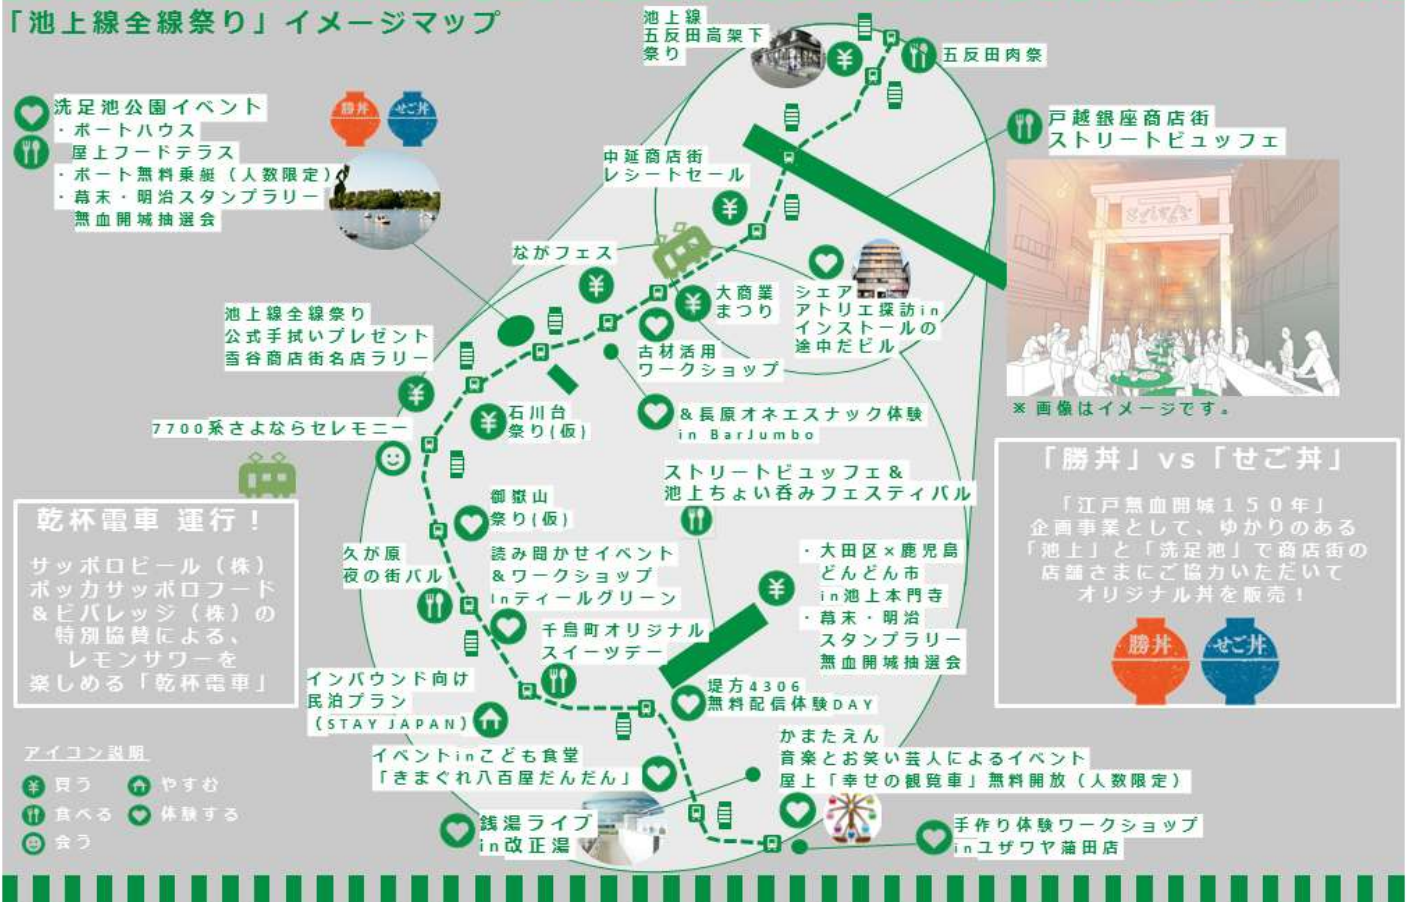 「池上線全線祭り」イメージマップ
池上線
五反田高架下
祭り
五反田肉祭
洗足池公園イベント
・ボートハウス
屋上フードテラス
・ボート無料乗艇（人数限定）
・幕末・明治スタンプラリー
無血開城抽選会
勝丼
せご丼
戸越銀座商店街
ストリートビュッフェ
※画像はイメージです。
中延商店街
レシートセール
ながフェス
大商業
まつり
シェア
アトリエ探訪in
インストールの
途中だビル
古材活用
ワークショップ
池上線全線祭り
公式手拭いプレゼント
雪谷商店街名店ラリー
石川台
祭り(仮)
&長原オネエスナック体験
in BarJumbo
7700系さよならセレモニー
ストリートビュッフェ&
池上ちょい呑みフェスティバル
御嶽山
祭り(仮)
乾杯電車 運行！
サッポロビール（株）
ポッカサッポロフード
&ビバレッジ（株）の
特別協賛による、
レモンサワーを
楽しめる「乾杯電車」
久が原
夜の街バル
読み聞かせイベント
&ワークショップ
Inティールグリーン
千鳥町オリジナル
スイーツデー
・大田区×鹿児島
どんどん市
in池上本門寺
・幕末・明治
スタンプラリー
無血開城抽選会
「勝丼」vs「せご丼」
「江戸無血開城１５０年」
企画事業として、ゆかりのある
「池上」と「洗足池」で商店街の
店舗さまにご協力いただいて
オリジナル丼を販売！
勝丼
せご丼
インバウンド向け
民泊プラン
（STAY JAPAN）
堤方4306
無料配信体験DAY
イベントinこども食堂
「きまぐれ八百屋だんだん」
かまたえん
音楽とお笑い芸人によるイベント
屋上「幸せの観覧車」無料開放（人数限定）
銭湯ライブ
in改正湯
手作り体験ワークショップ
inユザワヤ蒲田店
アイコン説明
¥ 買う
やすむ
食べる
体験する
会う